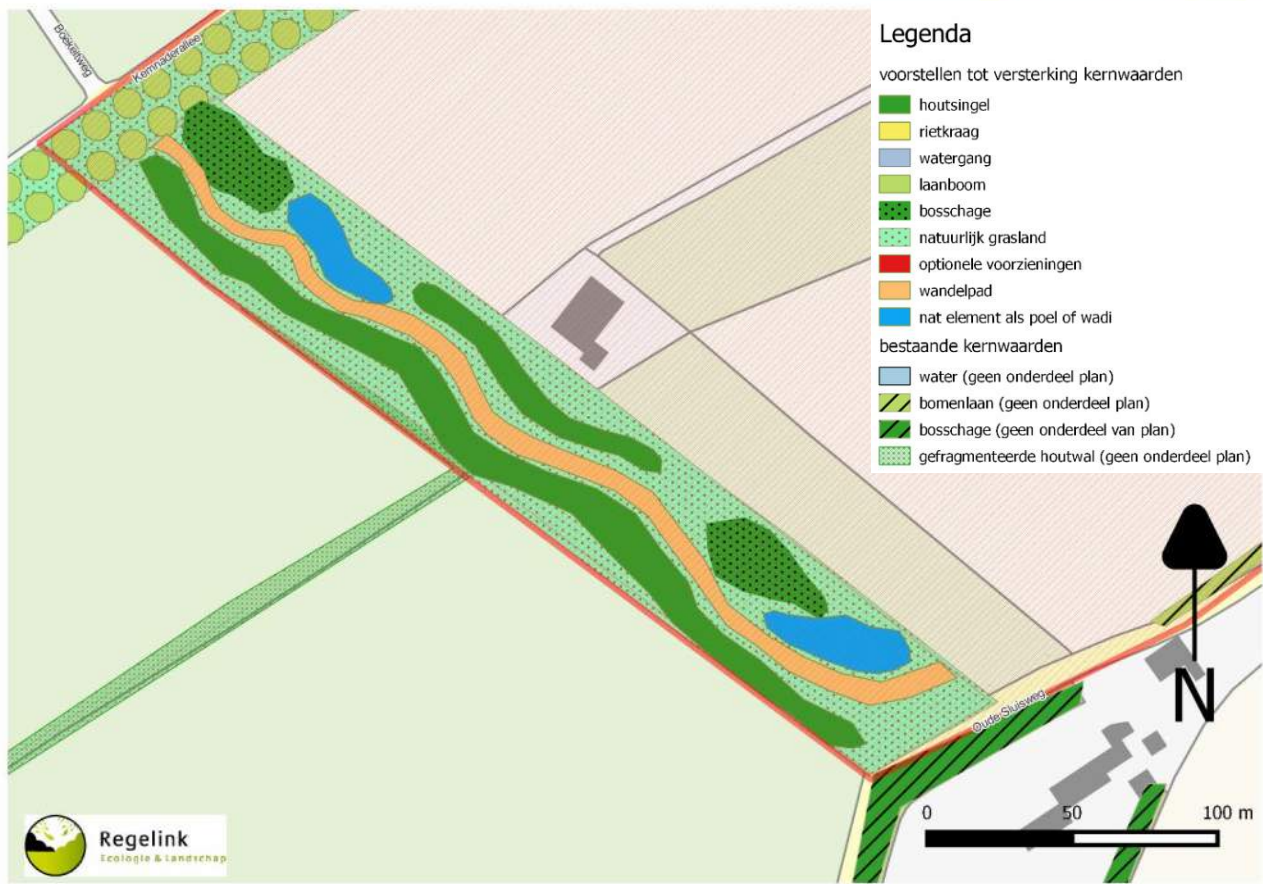 Boekeltweg
Kemnaderallee
Legenda
voorstellen tot versterking kernwaarden
houtsingel
rietkraag
watergang
laanboom
bosschage
natuurlijk grasland
optionele voorzieningen
wandelpad
nat element als poel of wadi
bestaande kernwaarden
water (geen onderdeel plan)
bomenlaan (geen onderdeel plan)
bosschage (geen onderdeel van plan)
gefragmenteerde houtwal (geen onderdeel plan)
N
Oude Sluisweg
0 50 100 m
Regelink
Ecologie & Landschap